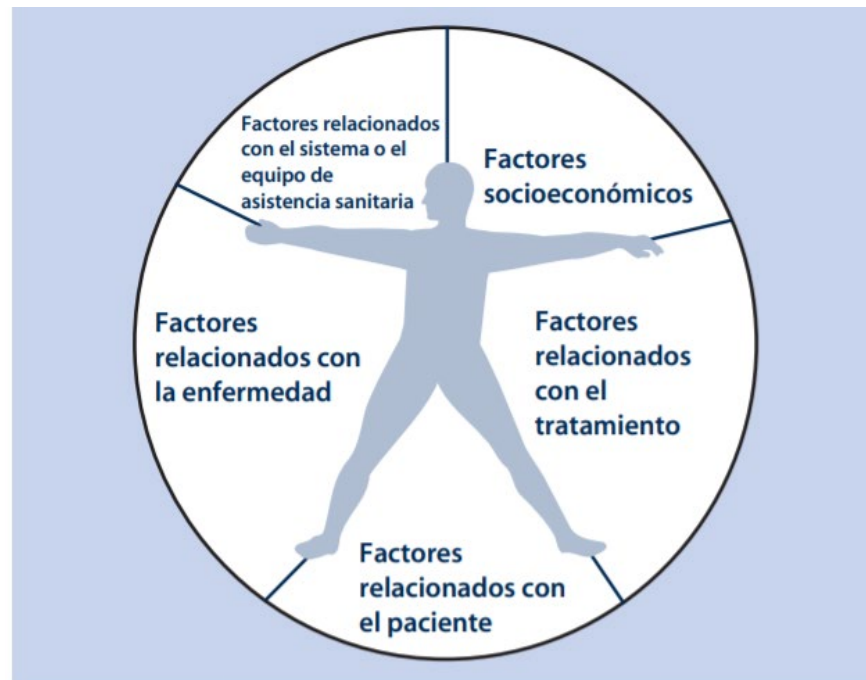 Factores relacionados
con el sistema o el
equipo de
asistencia sanitaria
Factores
socioeconómicos
Factores
relacionados con
la enfermedad
Factores
relacionados
con el
tratamiento
Factores
relacionados con
el paciente